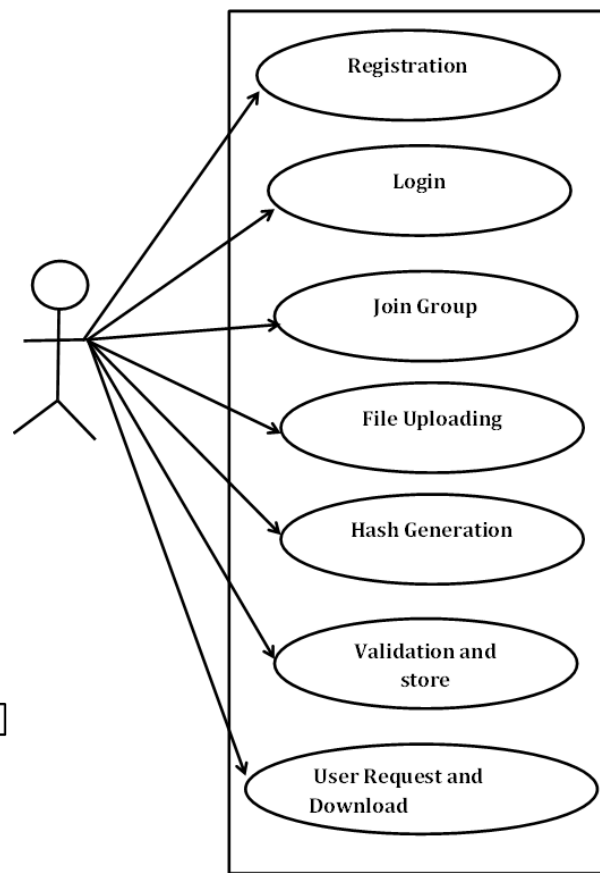 Registration
Login
Join Group
File Uploading
Hash Generation
Validation and
store
User Request and
Download